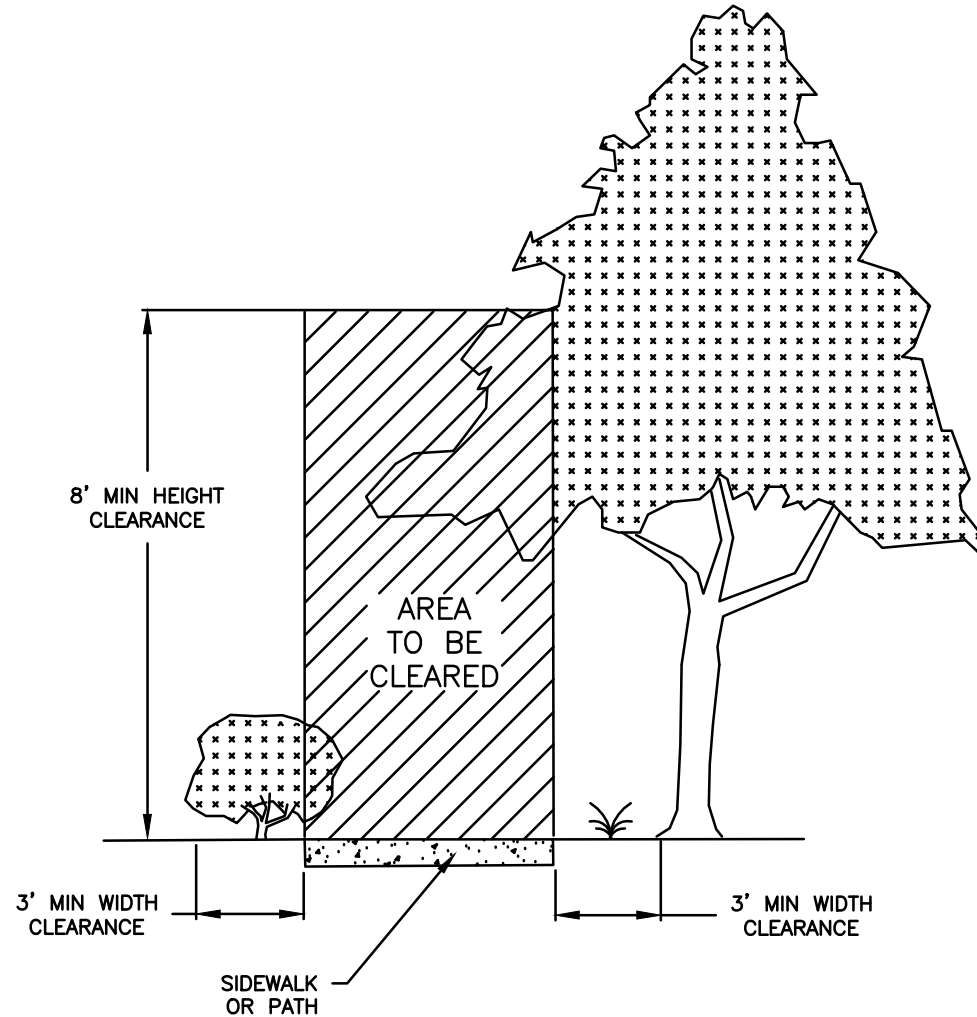 8' MIN HEIGHT
CLEARANCE
AREA
TO BE
CLEARED
3' MIN WIDTH
CLEARANCE
3' MIN WIDTH
CLEARANCE
SIDEWALK
OR PATH